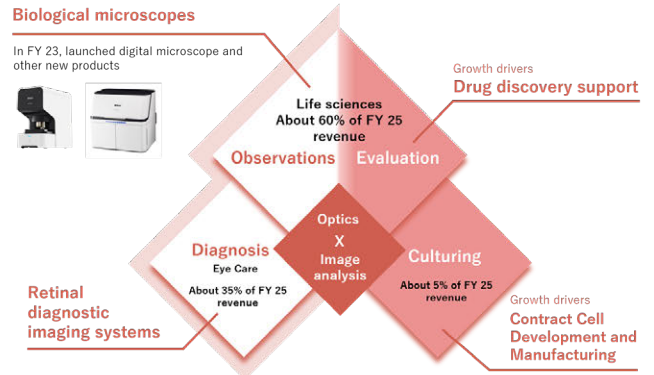 Biological microscopes
In FY 23, launched digital microscope and
other new products
Life sciences
About 60% of FY 25
revenue
Observations
Evaluation
Growth drivers
Drug discovery support
Optics
X
Image
analysis
Diagnosis
Eye Care
About 35% of FY 25
revenue
Culturing
About 5% of FY 25
revenue
Retinal
diagnostic
imaging systems
Growth drivers
Contract Cell
Development and
Manufacturing